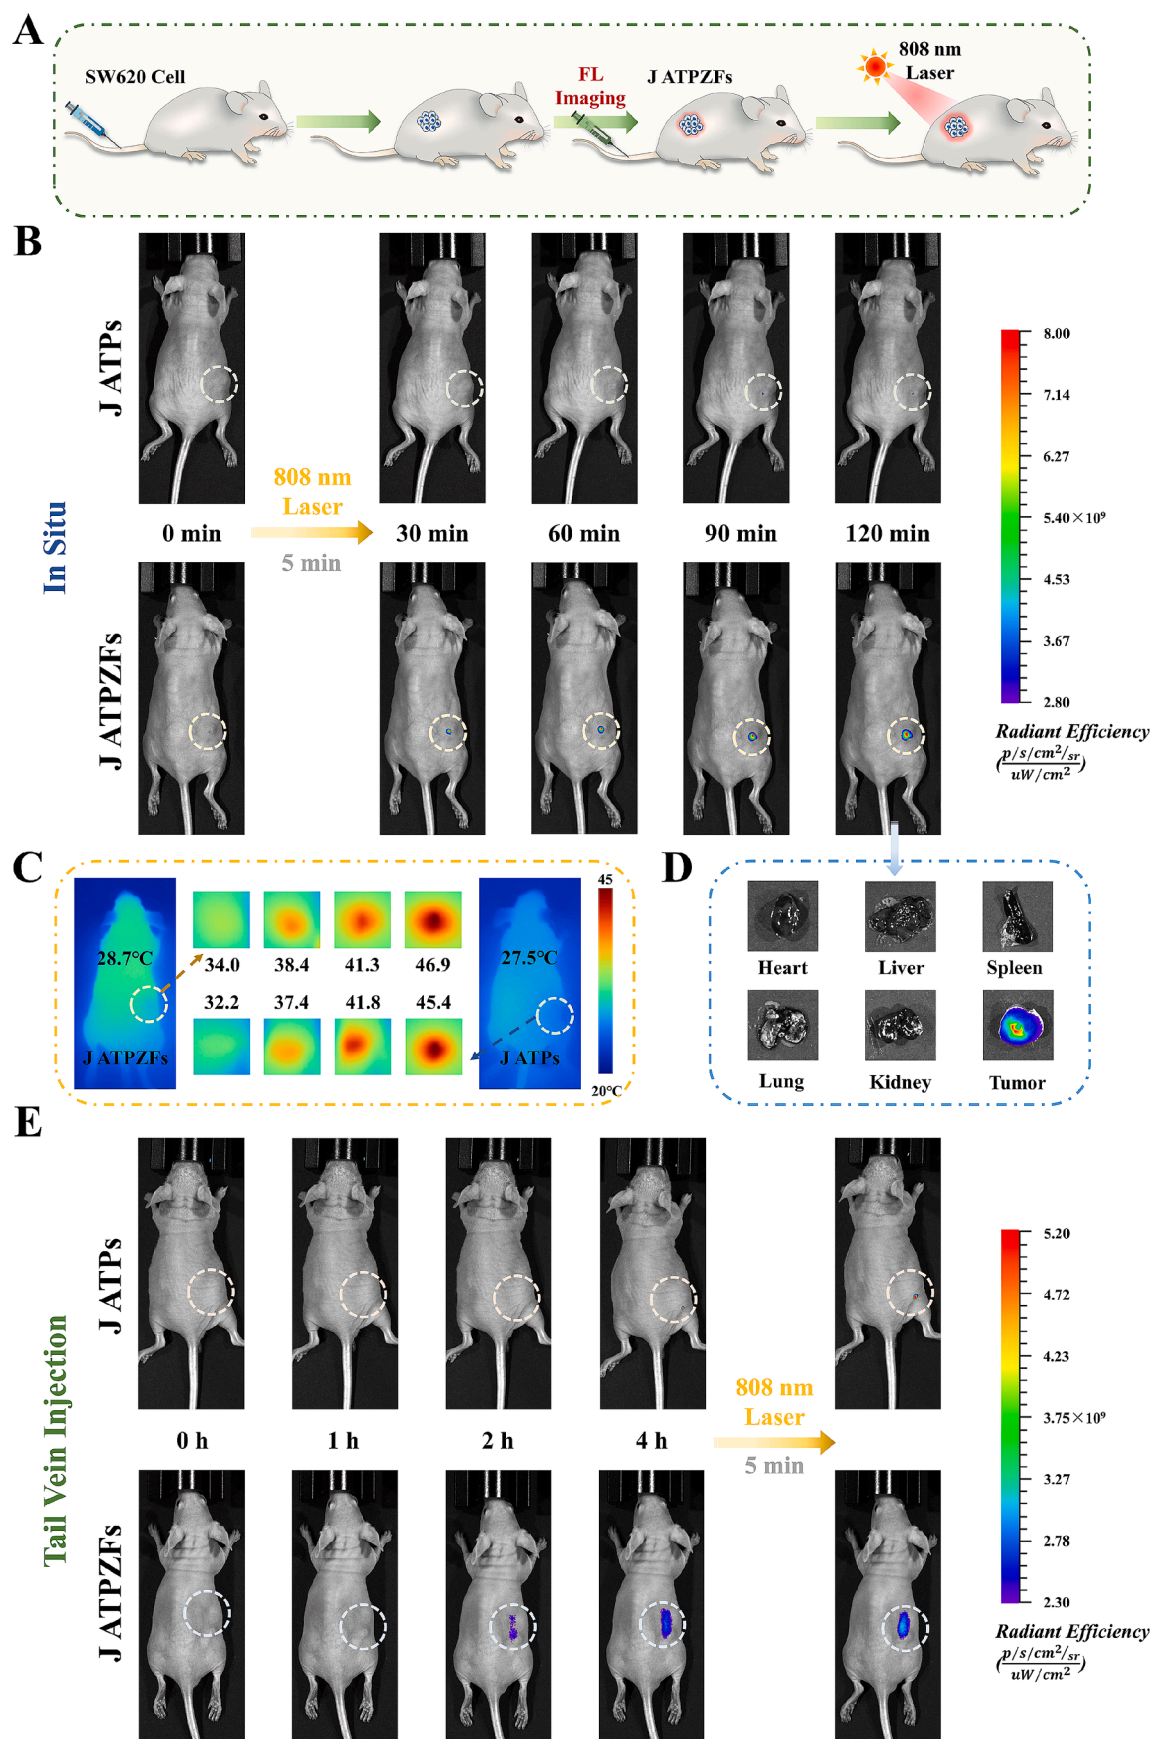 A
SW620 Cell
FL
Imaging
J ATPZFs
808 nm
Laser
B
In Situ
J ATPs
808 nm
Laser
0 min
5 min
30 min
60 min
90 min
120 min
J ATPZFs
8.00
7.14
6.27
5.40×10⁹
4.53
3.67
2.80
Radiant Efficiency
(p/s/cm²/sr
uW/cm²)
C
28.7°C
J ATPZFs
34.0 38.4 41.3 46.9
32.2 37.4 41.8 45.4
27.5°C
J ATPs
45
20°C
D
Heart Liver Spleen
Lung Kidney Tumor
E
Tail Vein Injection
J ATPs
0 h
1 h
2 h
4 h
808 nm
Laser
5 min
J ATPZFs
5.20
4.72
4.23
3.75×10⁹
3.27
2.78
2.30
Radiant Efficiency
(p/s/cm²/sr
uW/cm²)